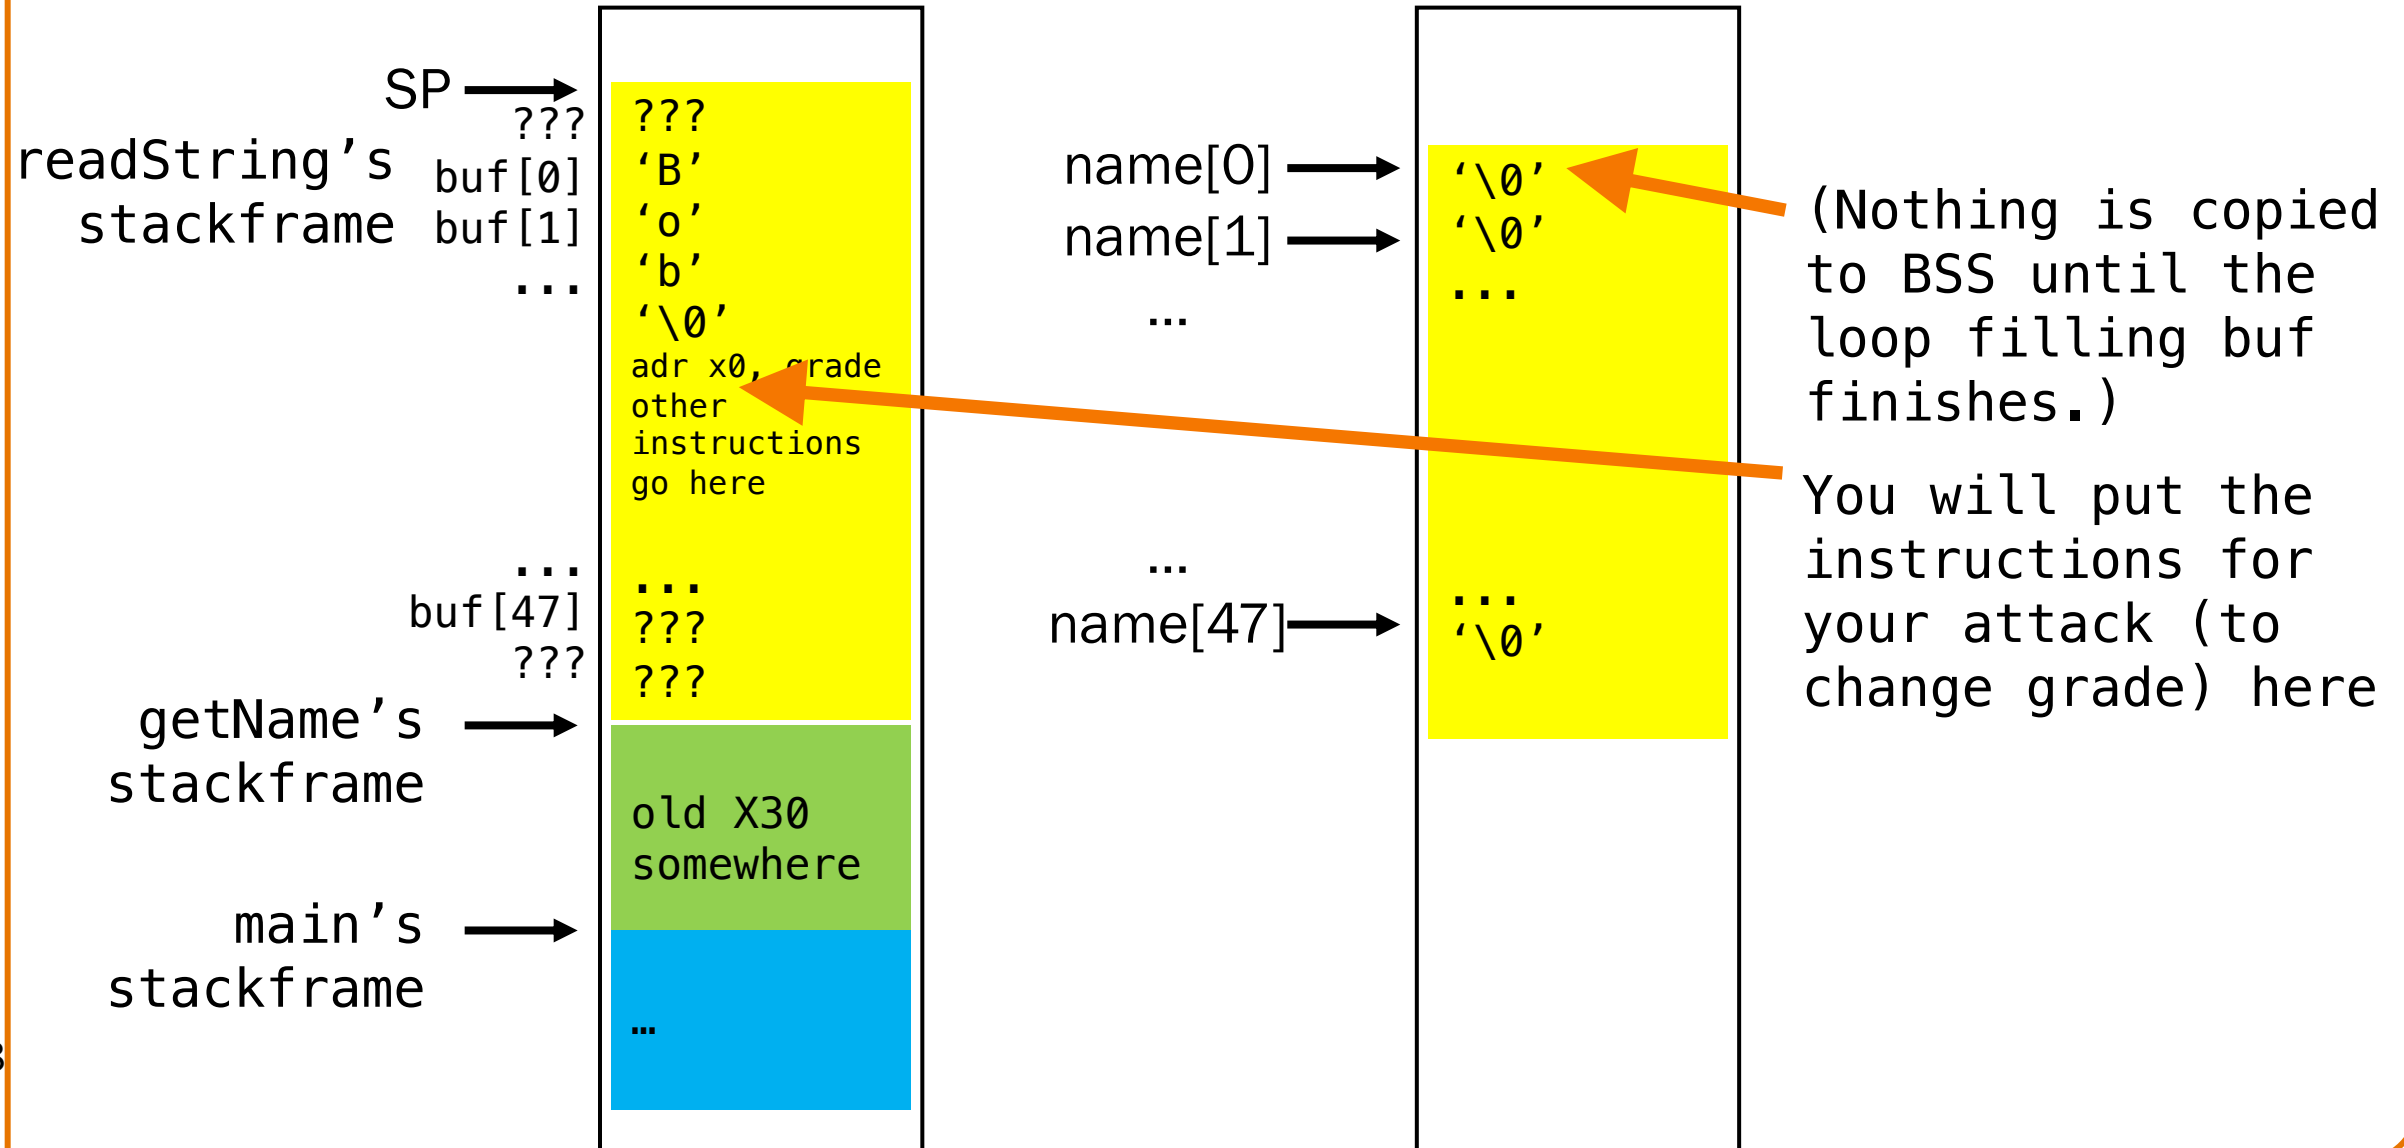 SP
???
readString’s
stackframe
buf[0]
buf[1]
...
...
buf[47]
???
getName’s
stackframe
main’s
stackframe
???
‘B’
‘o’
‘b’
‘\0’
adr x0, grade
other
instructions
go here
...
???
???
old X30
somewhere
…
name[0]
name[1]
…
…
name[47]
‘\0’
‘\0’
...
...
‘\0’
(Nothing is copied
to BSS until the
loop filling buf
finishes.)
You will put the
instructions for
your attack (to
change grade) here